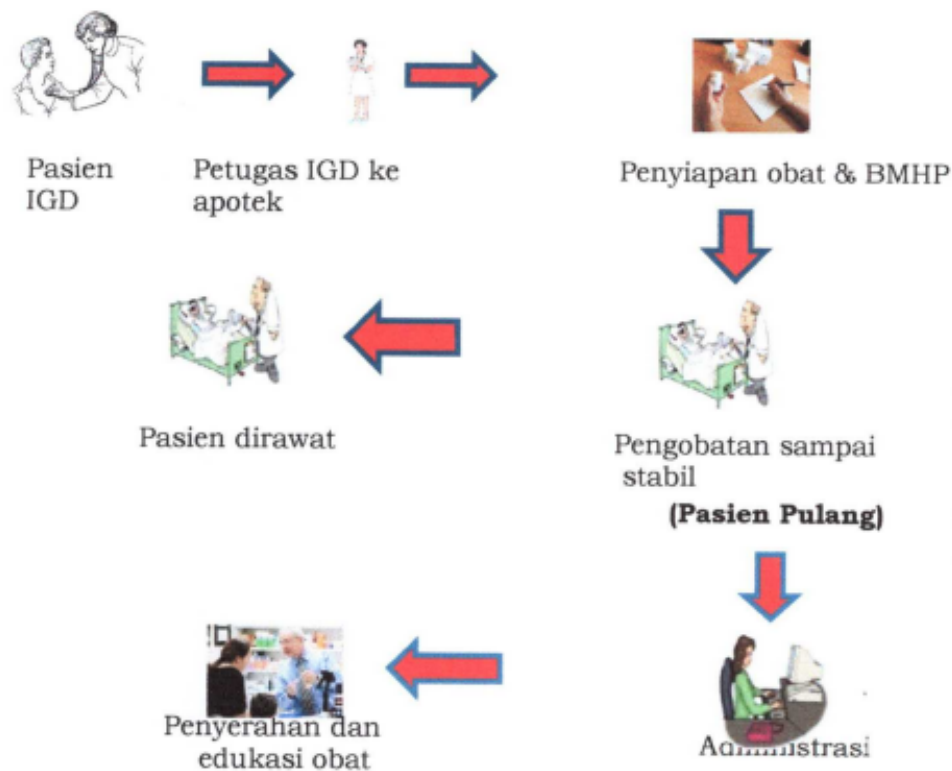 Pasien
IGD
Petugas IGD ke
apotek
Penyiapan obat & BMHP
Pasien dirawat
Pengobatan sampai
stabil
(Pasien Pulang)
Penyerahan dan
edukasi obat
Administrasi